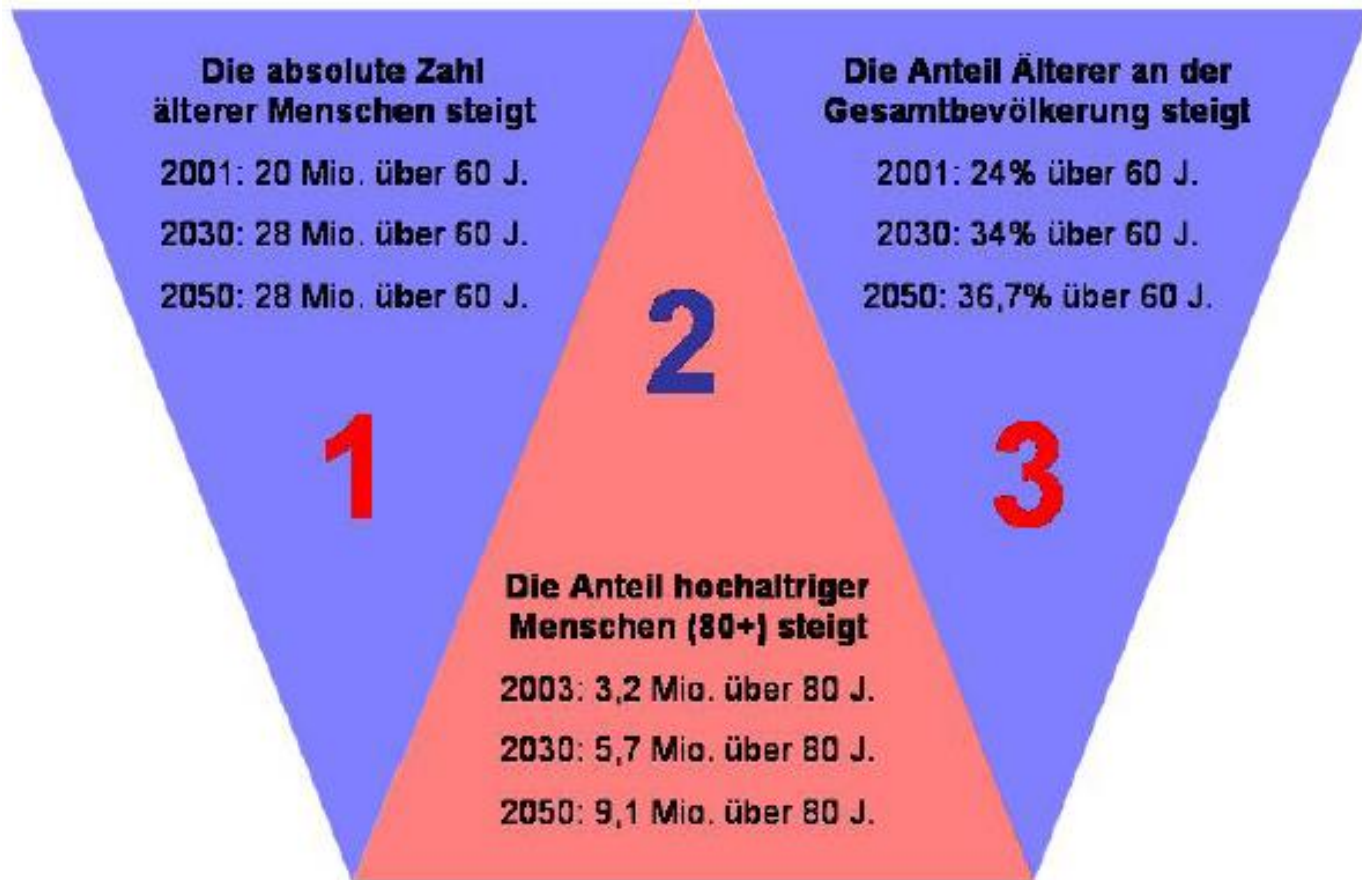 Die absolute Zahl
älterer Menschen steigt
2001: 20 Mio. über 60 J.
2030: 28 Mio. über 60 J.
2050: 28 Mio. über 60 J.
1
2
Die Anteil hochaltriger
Menschen (80+) steigt
2003: 3,2 Mio. über 80 J.
2030: 5,7 Mio. über 80 J.
2050: 9,1 Mio. über 80 J.
Die Anteil Älterer an der
Gesamtbevölkerung steigt
2001: 24% über 60 J.
2030: 34% über 60 J.
2050: 36,7% über 60 J.
3